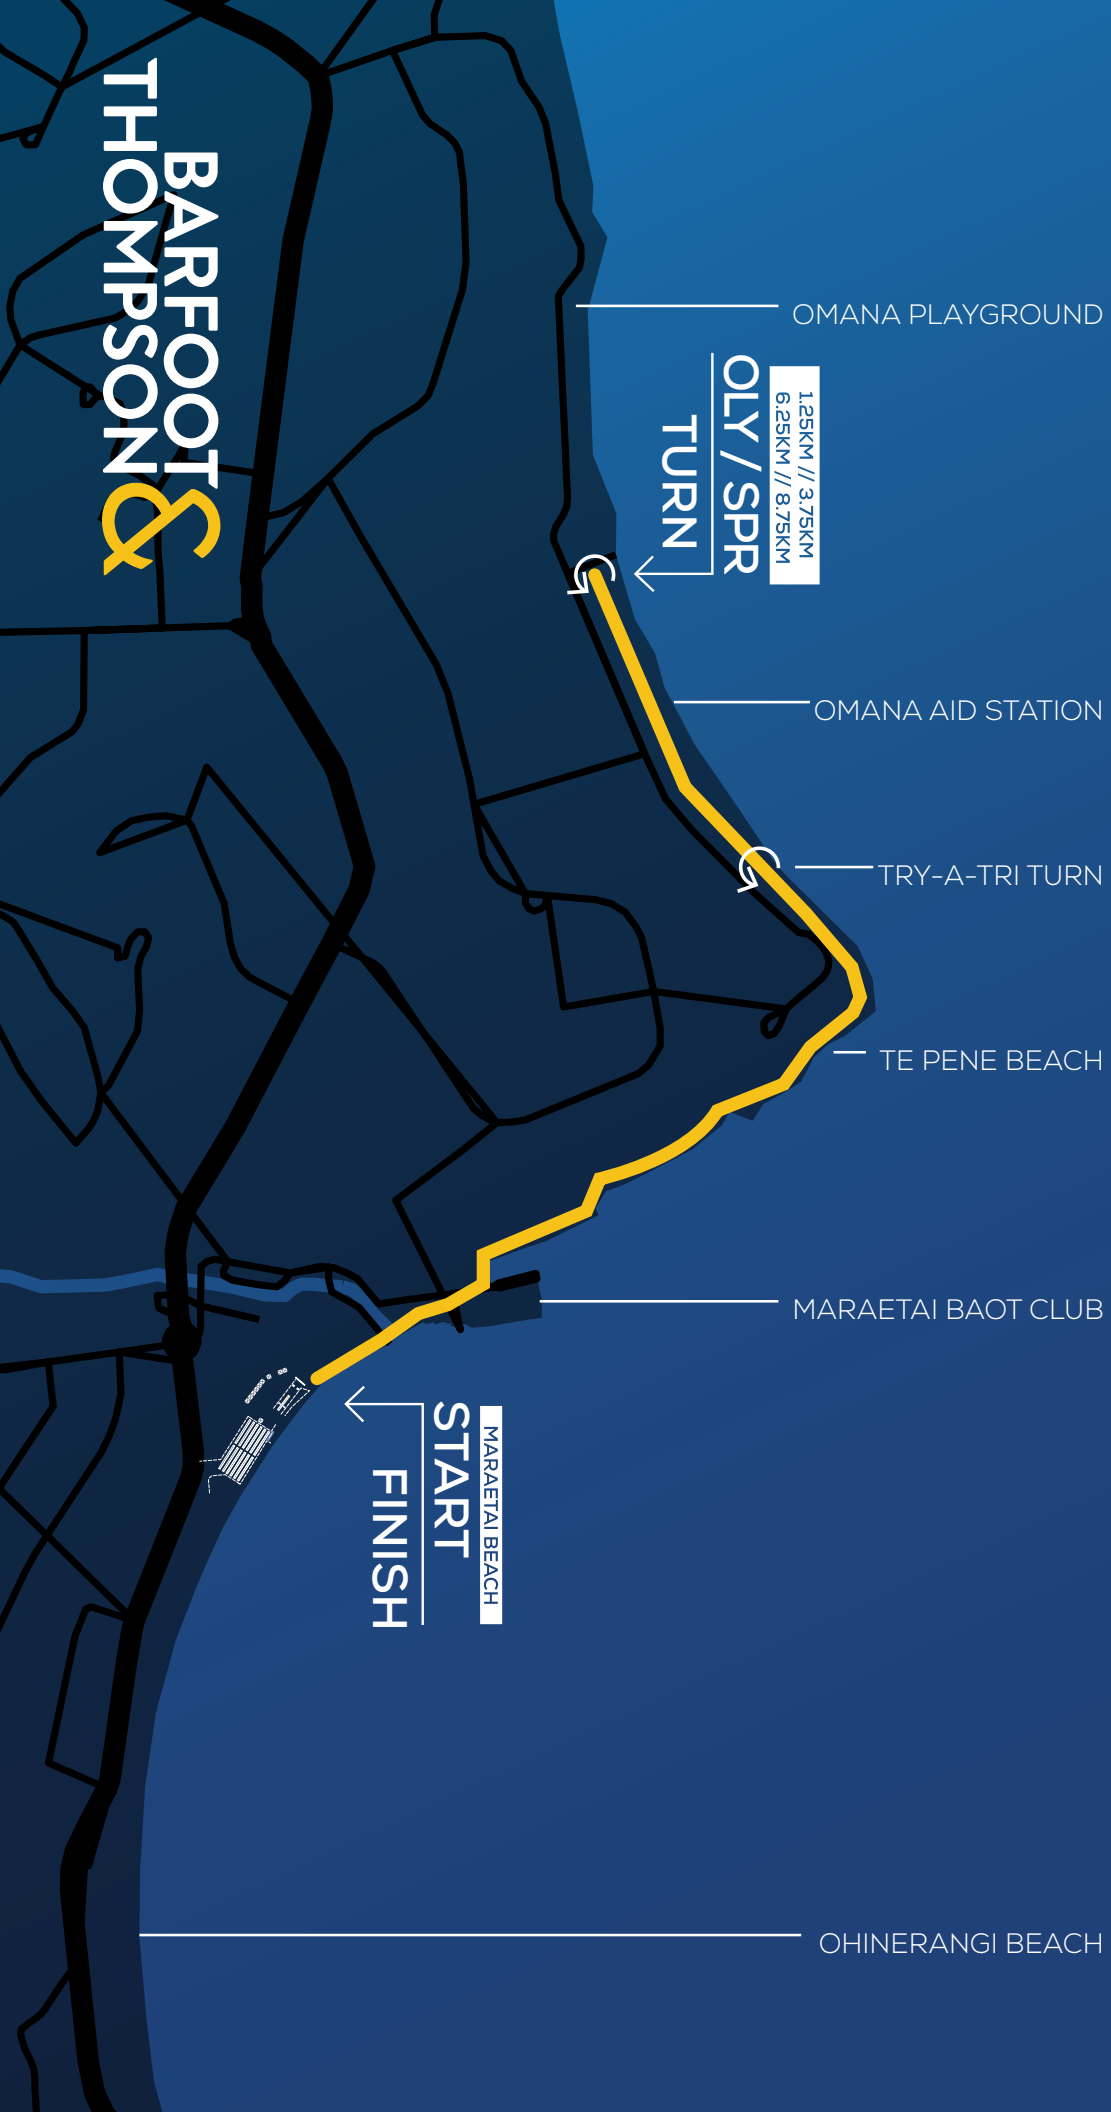 BARFOOT &
THOMPSON
OMANA PLAYGROUND
1.25KM // 3.75KM
6.25KM // 8.75KM
OLY / SPR
TURN
OMANA AID STATION
TRY-A-TRI TURN
TE PENE BEACH
MARAETAI BAOT CLUB
MARAETAI BEACH
START
FINISH
OHINERANGI BEACH